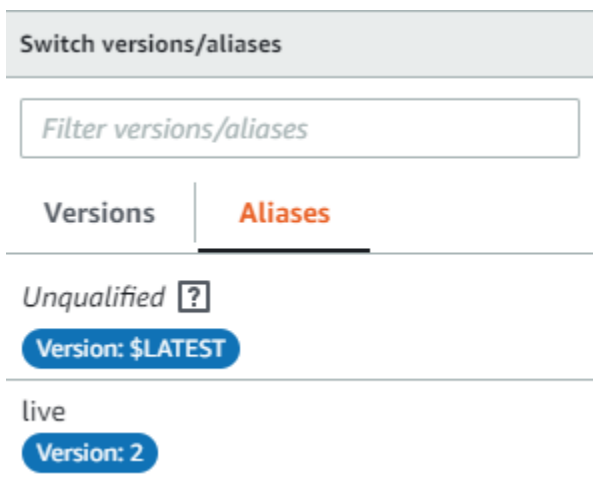 Switch versions/aliases
Filter versions/aliases
Versions Aliases
Unqualified [?]
Version: $LATEST
live
Version: 2